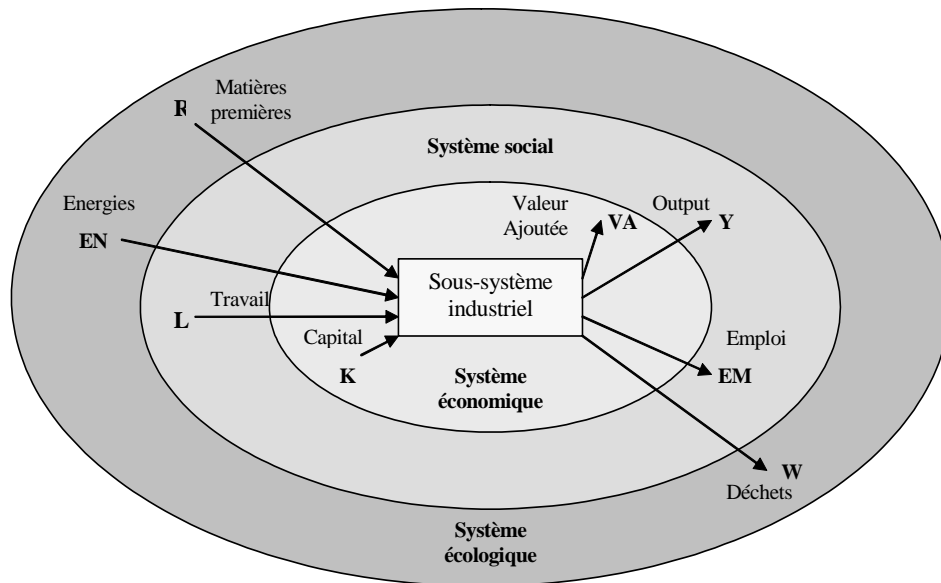 Matières
premières
R
Système social
Energies
EN
Valeur
Ajoutée
VA
Output
Y
Sous-système
industriel
Travail
L
Capital
K
Emploi
EM
Système
économique
W
Déchets
Système
écologique